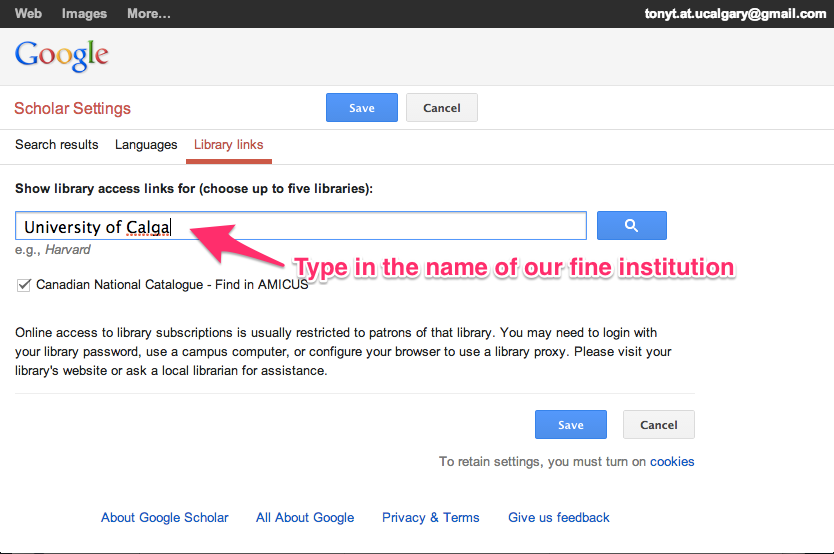 Web Images More... tonyt.at.ucalgary@gmail.com
Google
Scholar Settings Save Cancel
Search results Languages Library links
Show library access links for (choose up to five libraries):
University of Calga
e.g., Harvard
Type in the name of our fine institution
Canadian National Catalogue - Find in AMICUS
Online access to library subscriptions is usually restricted to patrons of that library. You may need to login with
your library password, use a campus computer, or configure your browser to use a library proxy. Please visit your
library's website or ask a local librarian for assistance.
Save Cancel
To retain settings, you must turn on cookies
About Google Scholar All About Google Privacy & Terms Give us feedback